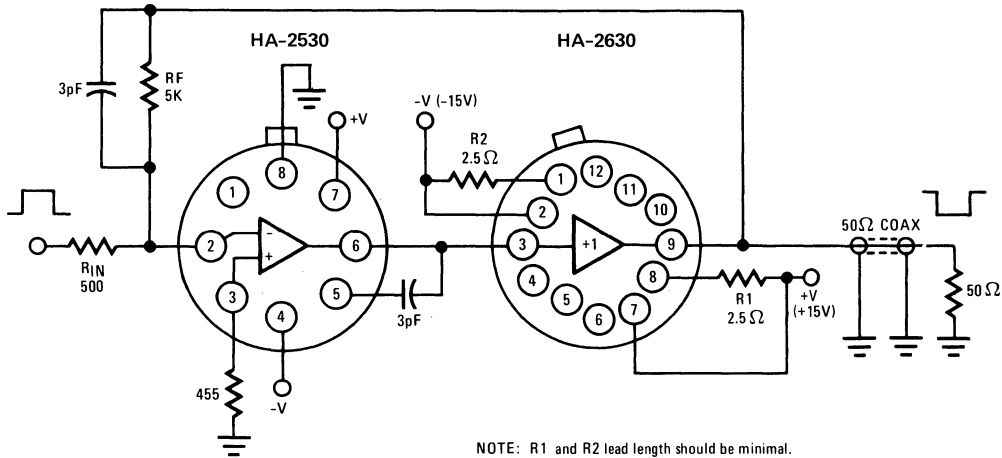 HA-2530
HA-2630
3pF
RF
5K
-V (-15V)
+V
R2
2.5Ω
1
8
7
1
12
11
10
2
RIN
500
2
-
+
6
3
5
4
3pF
3
+1
9
4
5
6
7
8
R1
2.5Ω
+V
(+15V)
50Ω COAX
50Ω
455
-V
NOTE: R1 and R2 lead length should be minimal.